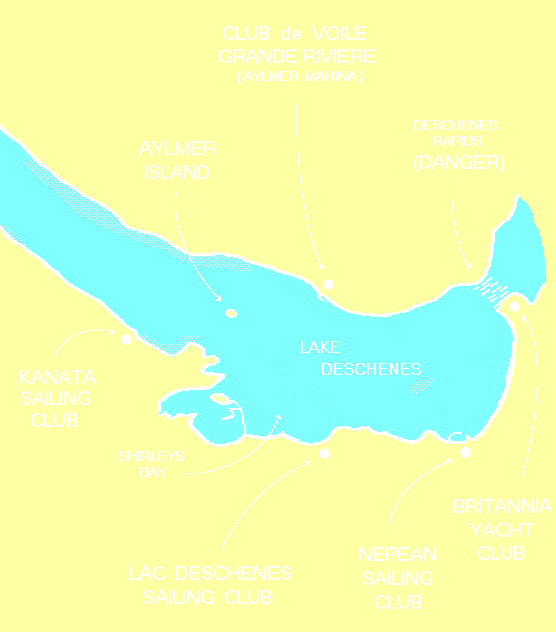 CLUB de VOILE
GRANDE RIVIERE
(AYLMER MARINA)
DESCHENES
RAPIDS
(DANGER)
AYLMER
ISLAND
LAKE
DESCHENES
KANATA
SAILING
CLUB
SHIRLEYS
BAY
BRITANNIA
YACHT
CLUB
NEPEAN
SAILING
CLUB
LAC DESCHENES
SAILING CLUB